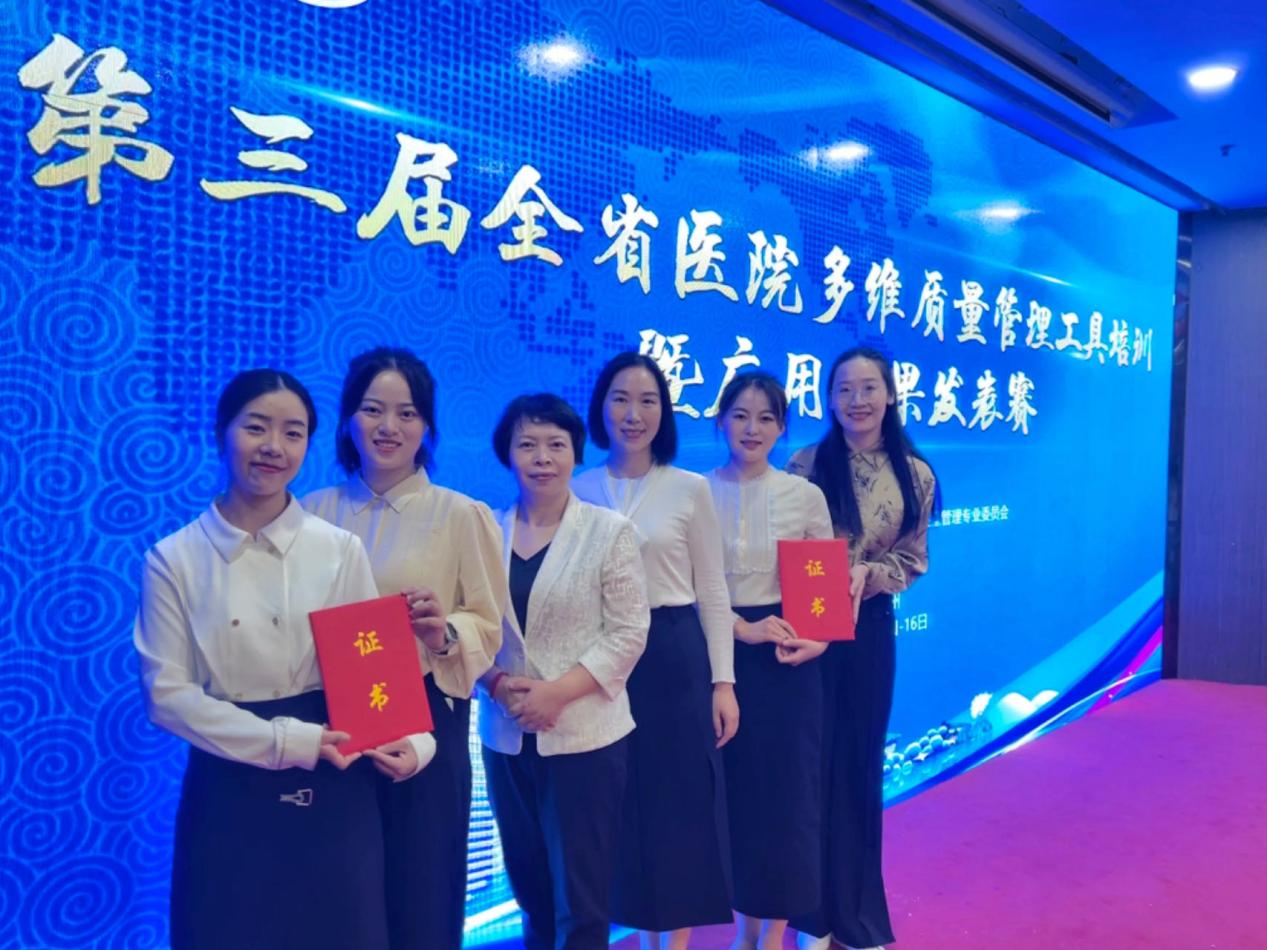 第三届全省医院多维质量管理工具培训
暨应用 果发表赛
管理专业委员会
-16日
证
书
证
书